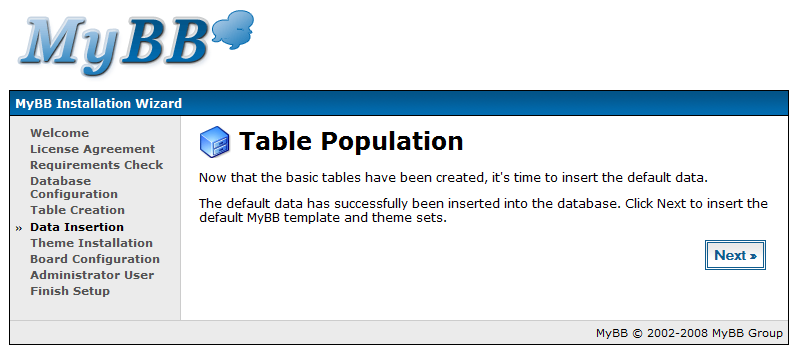 MyBB
MyBB Installation Wizard
Welcome
License Agreement
Requirements Check
Database
Configuration
Table Creation
» Data Insertion
Theme Installation
Board Configuration
Administrator User
Finish Setup
Table Population
Now that the basic tables have been created, it's time to insert the default data.
The default data has successfully been inserted into the database. Click Next to insert the
default MyBB template and theme sets.
Next »
MyBB © 2002-2008 MyBB Group